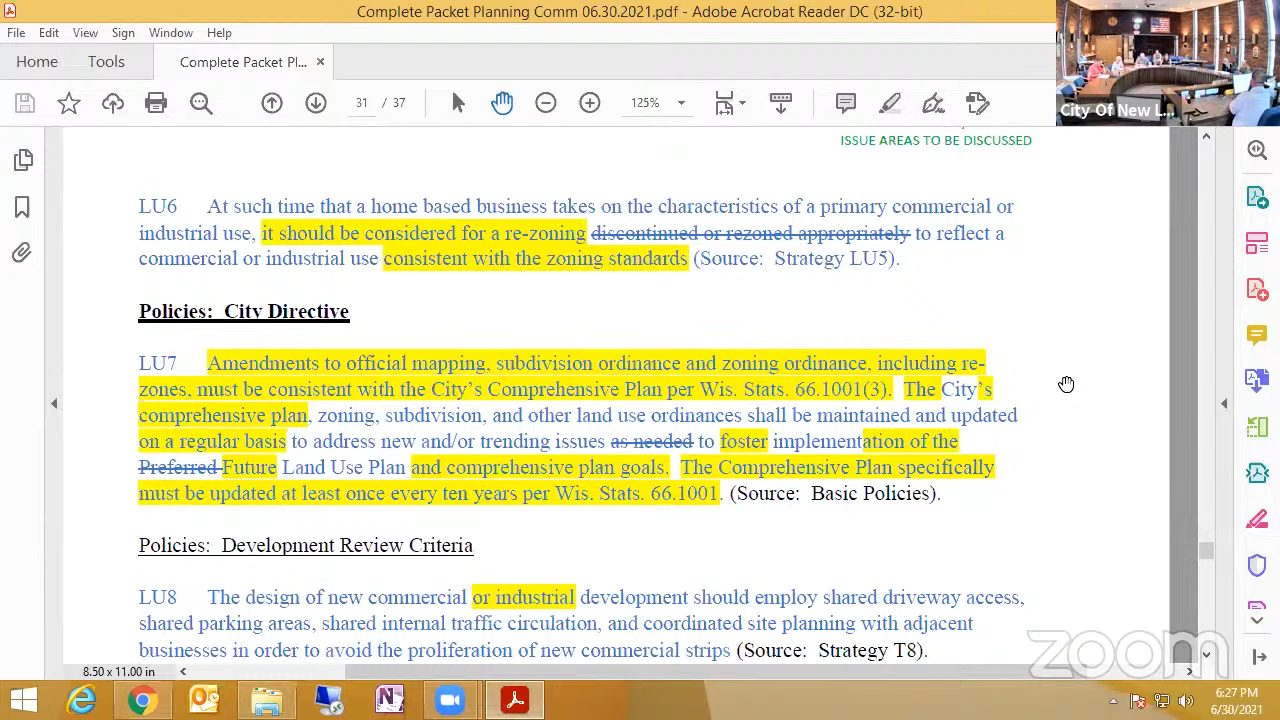 Complete Packet Planning Comm 06.30.2021.pdf - Adobe Acrobat Reader DC (32-bit)
File Edit View Sign Window Help
Home Tools Complete Packet Pl... ×
31 / 37 125%
City Of New L...
ISSUE AREAS TO BE DISCUSSED
LU6 At such time that a home based business takes on the characteristics of a primary commercial or
industrial use, it should be considered for a re-zoning discontinued or rezoned appropriately to reflect a
commercial or industrial use consistent with the zoning standards (Source: Strategy LU5).
Policies: City Directive
LU7 Amendments to official mapping, subdivision ordinance and zoning ordinance, including re-
zones, must be consistent with the City's Comprehensive Plan per Wis. Stats. 66.1001(3). The City's
comprehensive plan, zoning, subdivision, and other land use ordinances shall be maintained and updated
on a regular basis to address new and/or trending issues as needed to foster implementation of the
Preferred Future Land Use Plan and comprehensive plan goals. The Comprehensive Plan specifically
must be updated at least once every ten years per Wis. Stats. 66.1001. (Source: Basic Policies).
Policies: Development Review Criteria
LU8 The design of new commercial or industrial development should employ shared driveway access,
shared parking areas, shared internal traffic circulation, and coordinated site planning with adjacent
businesses in order to avoid the proliferation of new commercial strips (Source: Strategy T8).
zoom
8.50 x 11.00 in
6:27 PM
6/30/2021